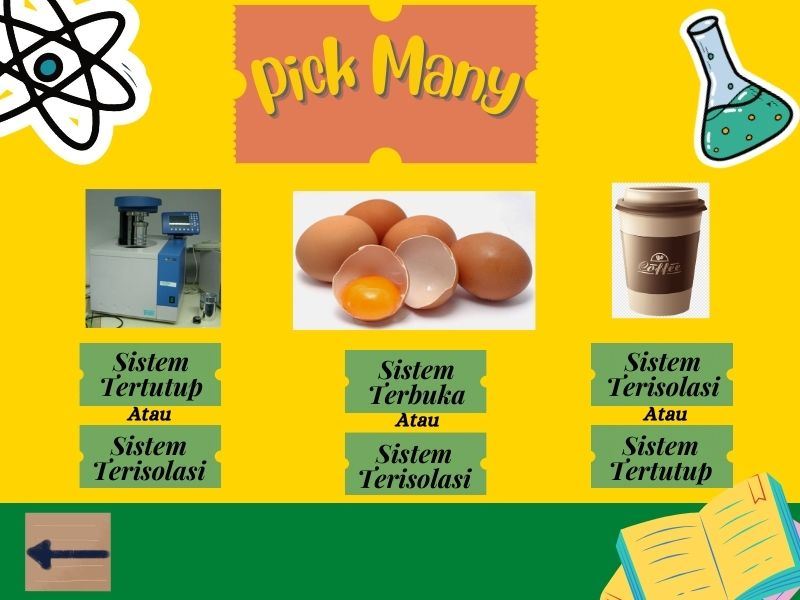 Pick Many
Coffee
Sistem
Tertutup
Atau
Sistem
Terisolasi
Sistem
Terbuka
Atau
Sistem
Terisolasi
Sistem
Terisolasi
Atau
Sistem
Tertutup